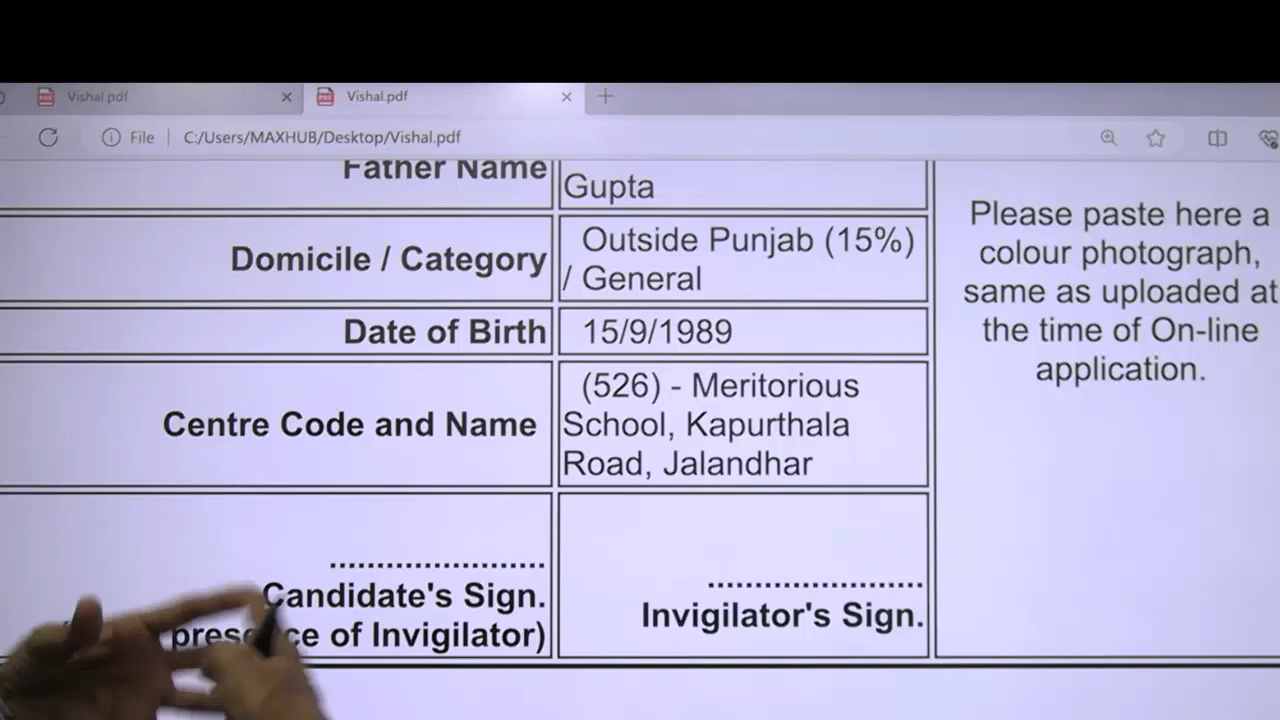 Vishal.pdf
Vishal.pdf
File
C:/Users/MAXHUB/Desktop/Vishal.pdf
Father Name
Gupta
Domicile / Category
Outside Punjab (15%)
/ General
Date of Birth
15/9/1989
Centre Code and Name
(526) - Meritorious
School, Kapurthala
Road, Jalandhar
Please paste here a
colour photograph,
same as uploaded at
the time of On-line
application.
.......................
Candidate's Sign.
of Invigilator)
.......................
Invigilator's Sign.